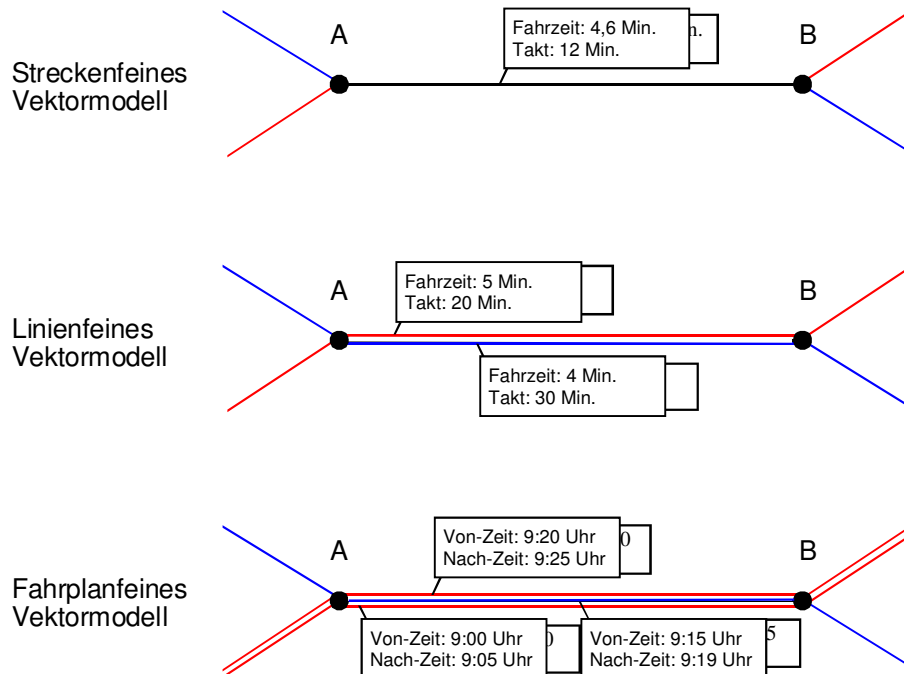 A
B
Fahrzeit: 4,6 Min.
Takt: 12 Min.
n.
Streckenfeines
Vektormodell
A
B
Fahrzeit: 5 Min.
Takt: 20 Min.
Linienfeines
Vektormodell
Fahrzeit: 4 Min.
Takt: 30 Min.
A
B
Von-Zeit: 9:20 Uhr
Nach-Zeit: 9:25 Uhr
0
Fahrplanfeines
Vektormodell
Von-Zeit: 9:00 Uhr
Nach-Zeit: 9:05 Uhr
Von-Zeit: 9:15 Uhr
Nach-Zeit: 9:19 Uhr
5